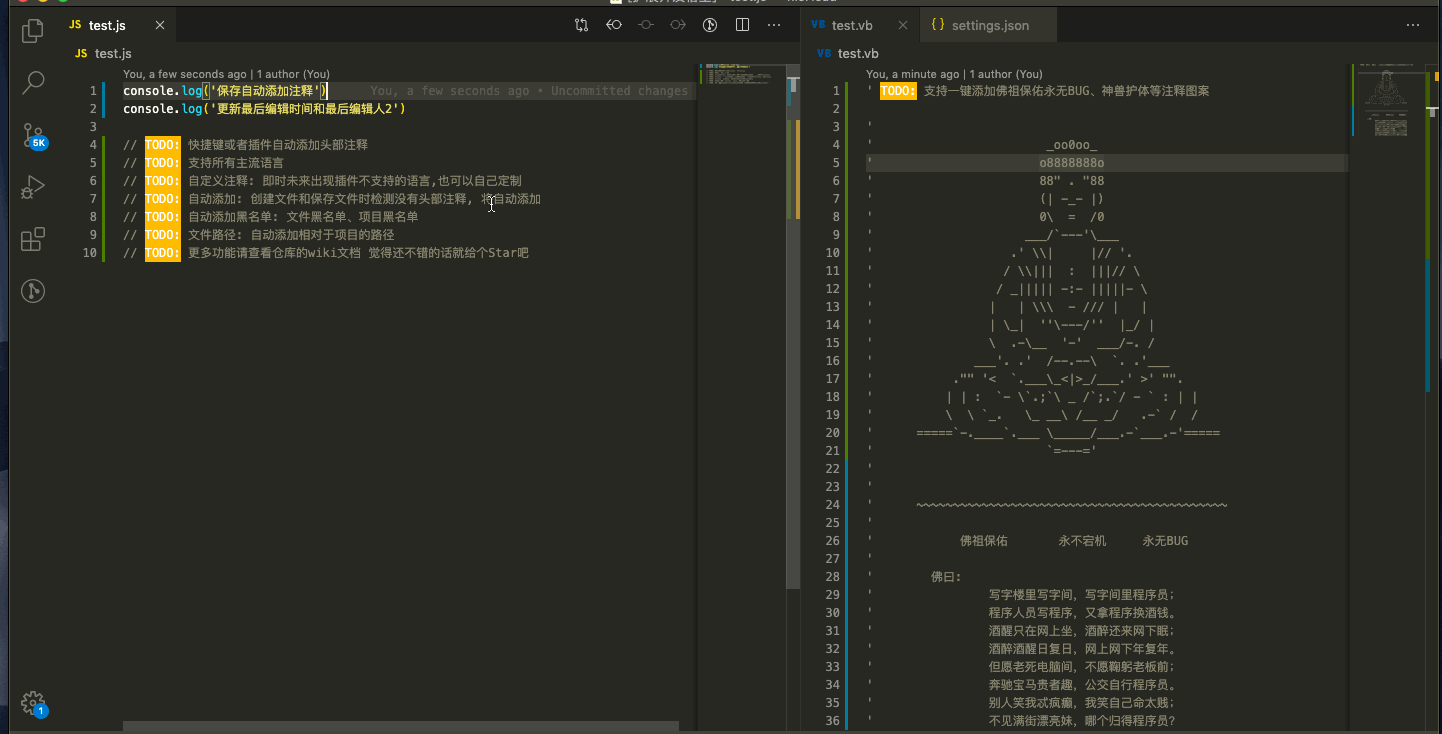 test.js
test.js
You, a few seconds ago | 1 author (You)
1 console.log('保存自动添加注释') You, a few seconds ago • Uncommitted changes
2 console.log('更新最后编辑时间和最后编辑人2')
3
4 // TODO: 快捷键或者插件自动添加头部注释
5 // TODO: 支持所有主流语言
6 // TODO: 自定义注释: 即时未来出现插件不支持的语言,也可以自己定制
7 // TODO: 自动添加: 创建文件和保存文件时检测没有头部注释, 将自动添加
8 // TODO: 自动添加黑名单: 文件黑名单、项目黑名单
9 // TODO: 文件路径: 自动添加相对于项目的路径
10 // TODO: 更多功能请查看仓库的wiki文档 觉得还不错的话就给个Star吧
5K
1
JS
JS
VB test.vb
{} settings.json
VB test.vb
You, a minute ago | 1 author (You)
1 ' TODO: 支持一键添加佛祖保佑永无BUG、神兽护体等注释图案
2
3 '
4 ' _oo0oo_
5 ' o8888888o
6 ' 88" . "88
7 ' (| -_- |)
8 ' 0\ = /0
9 ' ___/`---'\___
10 ' .' \\| |// '.
11 ' / \\||| : |||// \
12 ' / _||||| -:- |||||- \
13 ' | | \\\ - /// | |
14 ' | \_| ''\---/'' |_/ |
15 ' \ .-\__ '-' ___/-. /
16 ' ___'. .' /--.--\ `. .'___
17 ' ."" '< `.___\_<|>_/___.' >' "".
18 ' | | : `- \`.;`\ _ /`;.`/ - ` : | |
19 ' \ \ `_. \_ __\ /__ _/ .-` / /
20 ' =====`-.____`.___ \_____/___.-`___.-'=====
21 ' `=---='
22 '
23 '
24 ' ~~~~~~~~~~~~~~~~~~~~~~~~~~~~~~~~~~~~~~~~~~~
25 '
26 ' 佛祖保佑 永不宕机 永无BUG
27 '
28 ' 佛曰:
29 ' 写字楼里写字间，写字间里程序员；
30 ' 程序人员写程序，又拿程序换酒钱。
31 ' 酒醒只在网上坐，酒醉还来网下眠；
32 ' 酒醉酒醒日复日，网上网下年复年。
33 ' 但愿老死电脑间，不愿鞠躬老板前；
34 ' 奔驰宝马贵者趣，公交自行程序员。
35 ' 别人笑我忒疯癫，我笑自己命太贱；
36 ' 不见满街漂亮妹，哪个归得程序员？